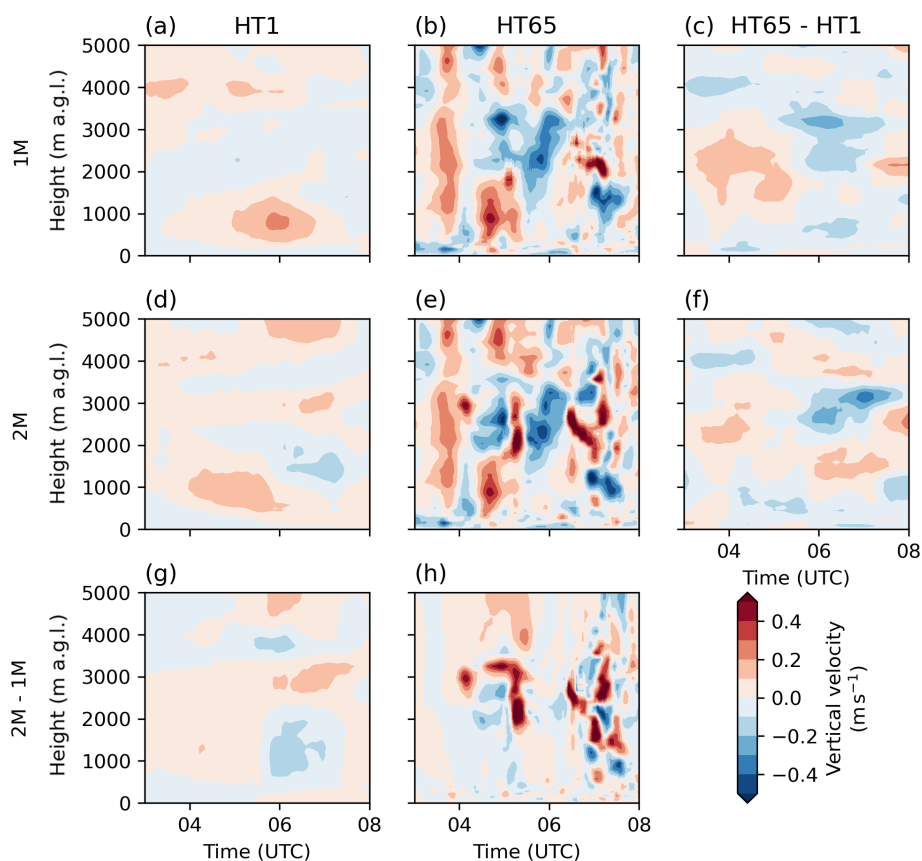 (a) HT1
(b) HT65
(c) HT65 - HT1
1M
Height (m a.g.l.)
5000
4000
3000
2000
1000
0
(d)
(e)
(f)
2M
Height (m a.g.l.)
5000
4000
3000
2000
1000
0
04 06 08
Time (UTC)
(g)
(h)
2M - 1M
Height (m a.g.l.)
5000
4000
3000
2000
1000
0
04 06 08
Time (UTC)
04 06 08
Time (UTC)
0.4
0.2
0.0
−0.2
−0.4
Vertical velocity
(m s⁻¹)